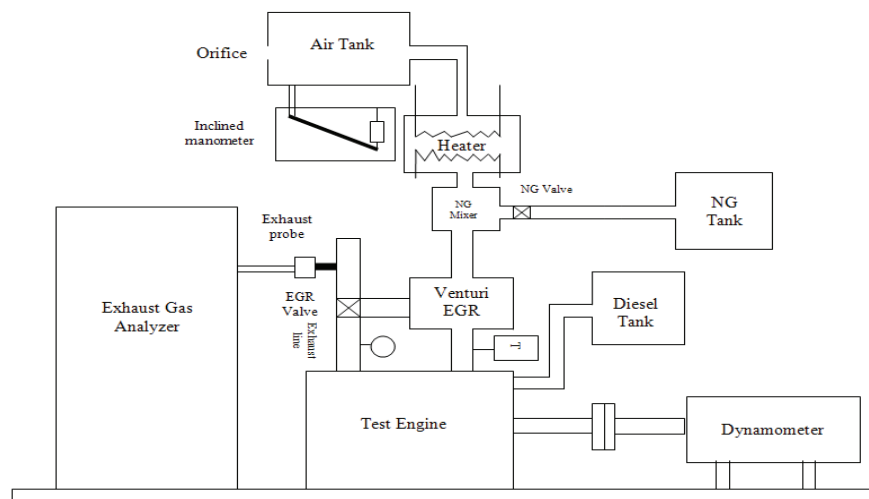 Air Tank
Orifice
Inclined
manometer
Heater
NG Valve
NG
Mixer
NG
Tank
Exhaust
probe
EGR
Valve
Venturi
EGR
Diesel
Tank
Exhaust Gas
Analyzer
Exhaust
line
T
Test Engine
Dynamometer